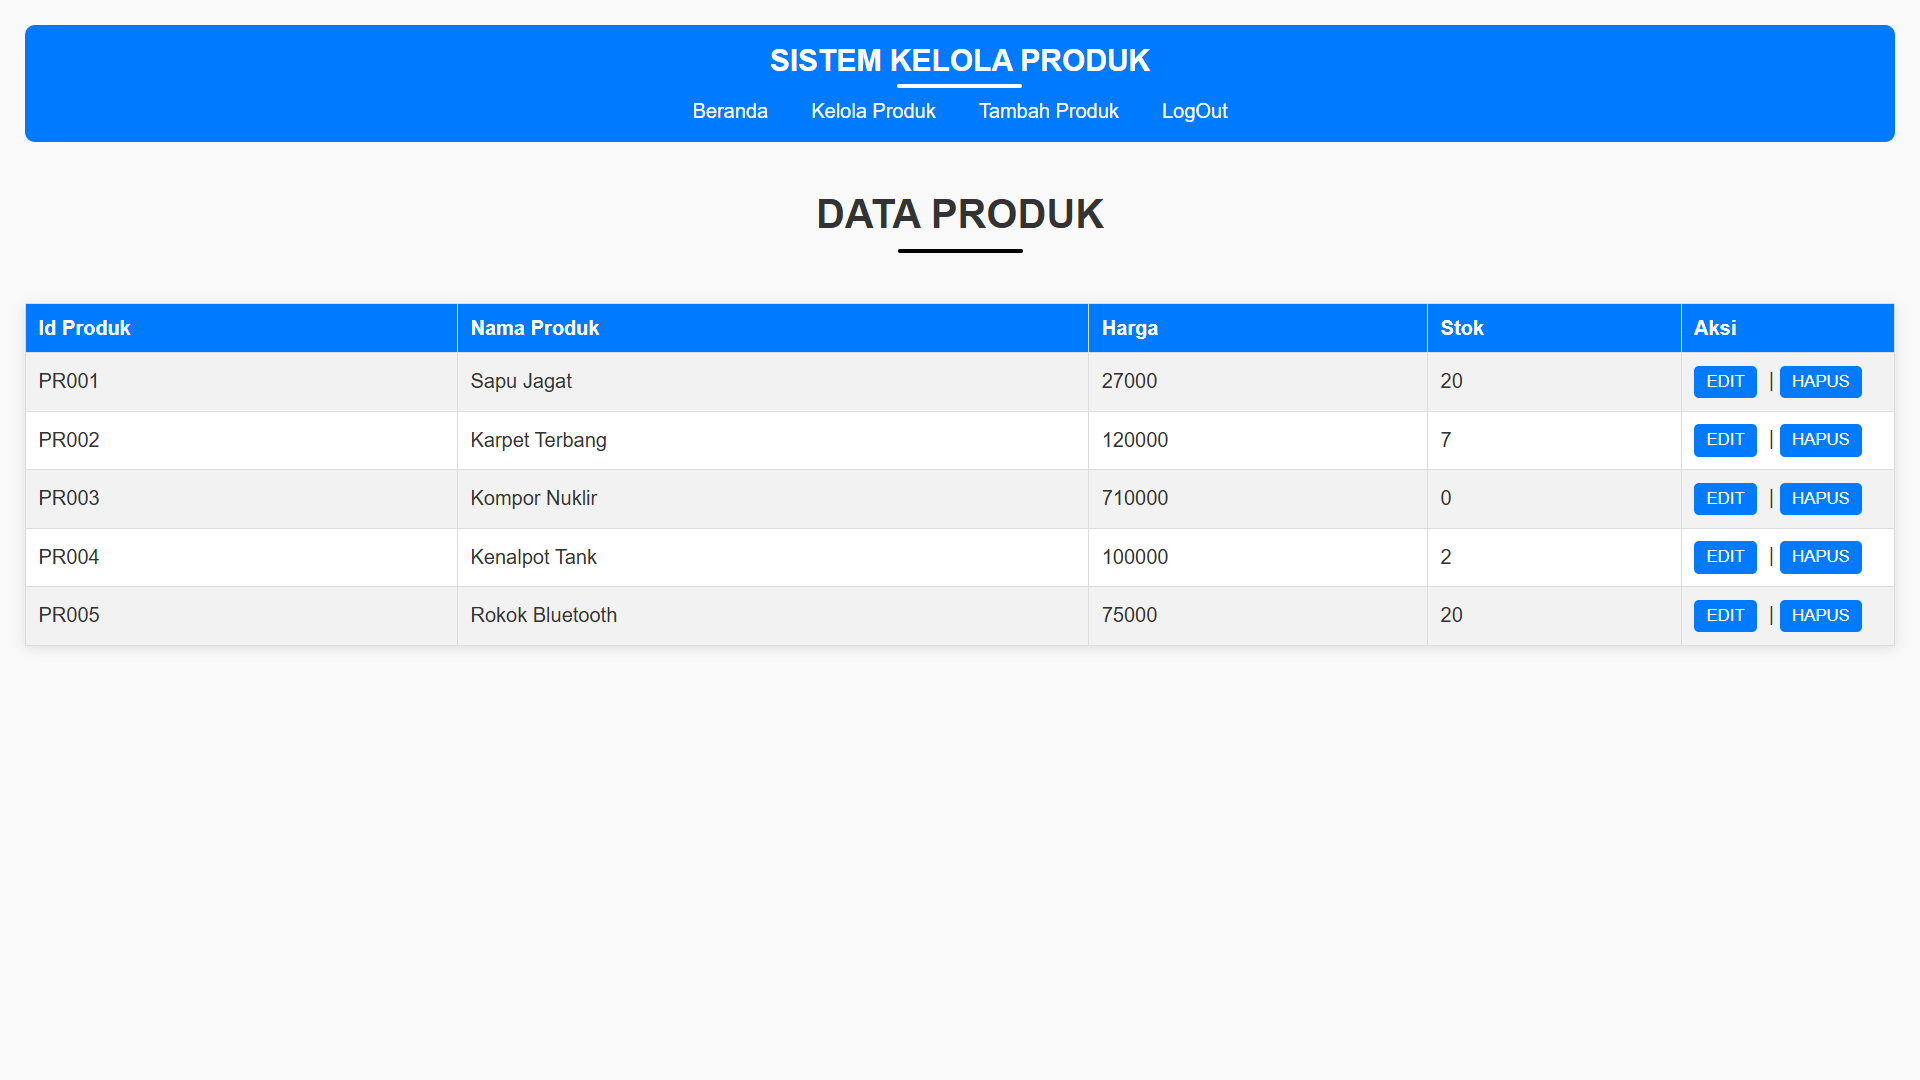 SISTEM KELOLA PRODUK
Beranda Kelola Produk Tambah Produk LogOut
DATA PRODUK
Id Produk Nama Produk Harga Stok Aksi
PR001 Sapu Jagat 27000 20 EDIT | HAPUS
PR002 Karpet Terbang 120000 7 EDIT | HAPUS
PR003 Kompor Nuklir 710000 0 EDIT | HAPUS
PR004 Kenalpot Tank 100000 2 EDIT | HAPUS
PR005 Rokok Bluetooth 75000 20 EDIT | HAPUS